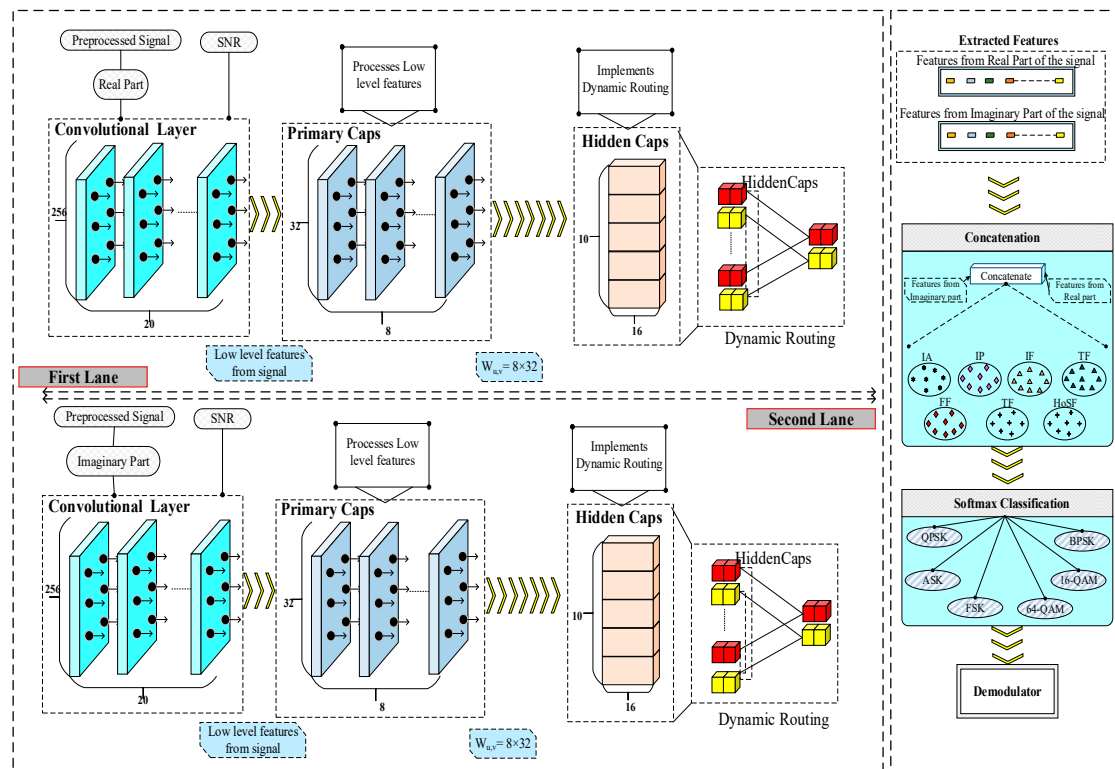 Preprocessed Signal
SNR
Real Part
Processes Low
level features
Implements
Dynamic Routing
Convolutional Layer
Primary Caps
Hidden Caps
HiddenCaps
256
32
10
20
8
16
Dynamic Routing
Low level features
from signal
Wu,v= 8×32
First Lane
Second Lane
Preprocessed Signal
SNR
Imaginary Part
Processes Low
level features
Implements
Dynamic Routing
Convolutional Layer
Primary Caps
Hidden Caps
HiddenCaps
256
32
10
20
8
16
Dynamic Routing
Low level features
from signal
Wu,v= 8×32
Extracted Features
Features from Real Part of the signal
Features from Imaginary Part of the signal
Concatenation
Concatenate
Features from
Imaginary part
Features from
Real part
IA
IP
IF
TF
FF
TF
HoSF
Softmax Classification
QPSK
BPSK
ASK
16-QAM
FSK
64-QAM
Demodulator